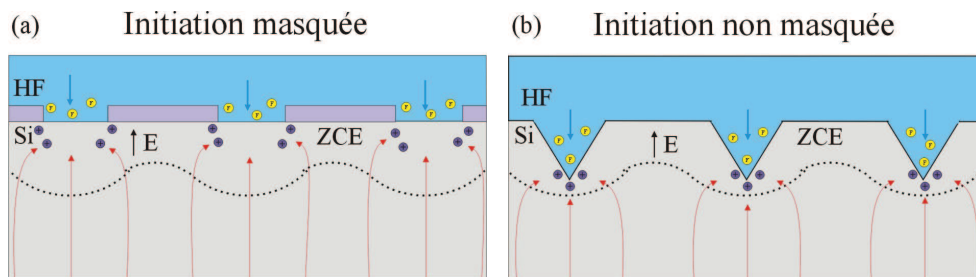 (a) Initiation masquée
HF
F F F F F F F F F
Si E ZCE
+ + + + + + + + + + + +
(b) Initiation non masquée
HF
F F F F F F F F F
Si E ZCE
+ + + + + + + + +